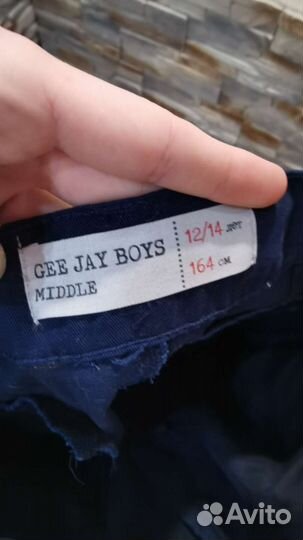 GEE JAY BOYS
MIDDLE
12/14 лет
164 см
Avito